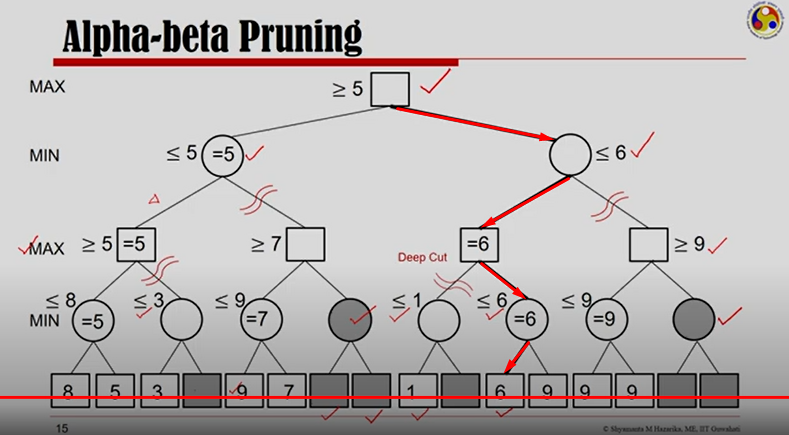 Alpha-beta Pruning
MAX ≥ 5
MIN ≤ 5 =5 ≤ 6
MAX ≥ 5 =5 ≥ 7 =6 ≥ 9
Deep Cut
≤ 8 ≤ 3 ≤ 9 ≤ 1 ≤ 6 ≤ 9
MIN =5 =7 =6 =9
8 5 3 9 7 1 6 9 9 9
15 © Shyamanta M Hazarika, ME, IIT Guwahati